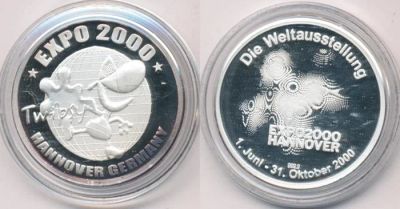 EXPO 2000
Twipsy
HANNOVER GERMANY
Die Weltausstellung
EXPO2000
HANNOVER
1. Juni - 31. Oktober 2000